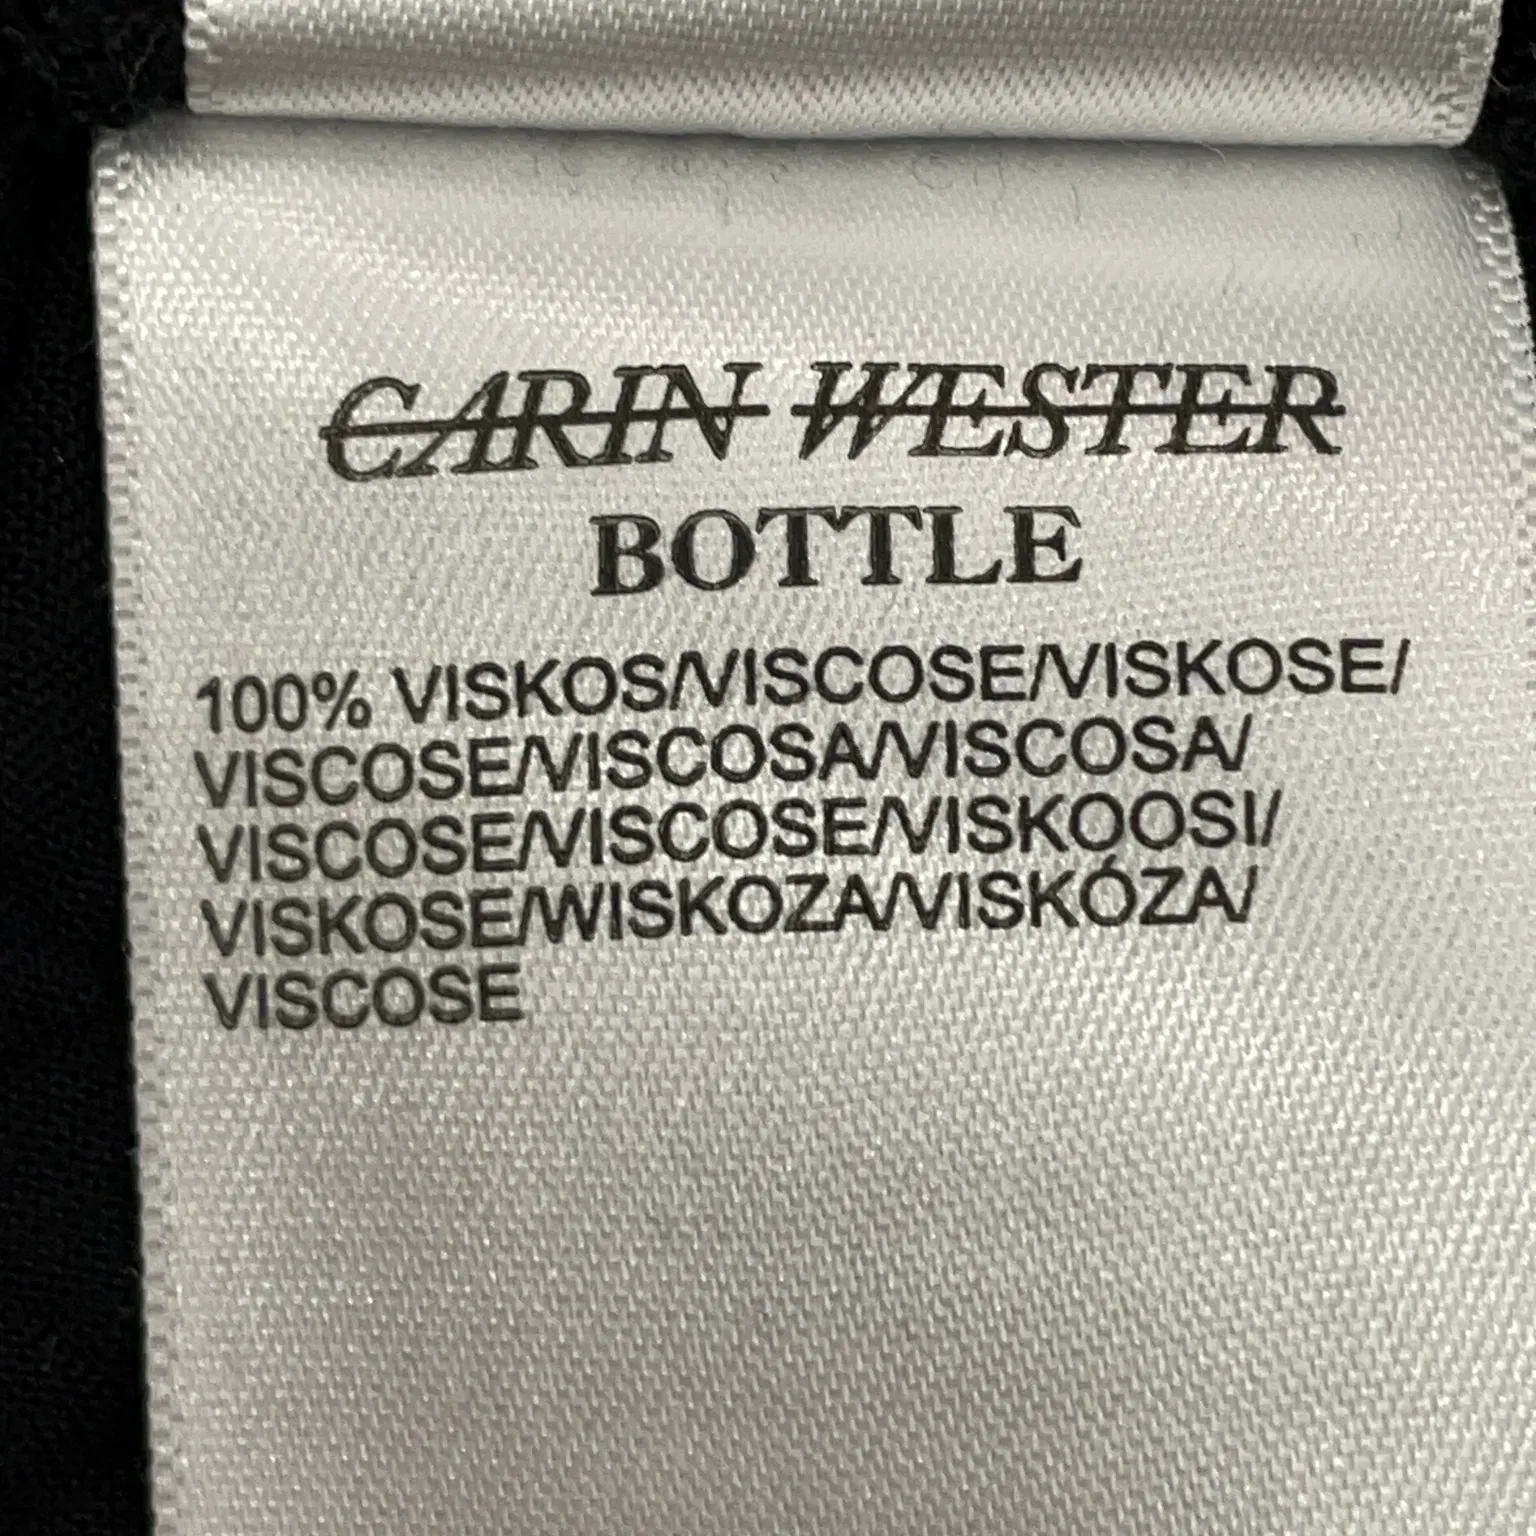 CARIN WESTER
BOTTLE
100% VISKOS/VISCOSE/VISKOSE/
VISCOSE/VISCOSA/VISCOSA/
VISCOSE/VISCOSE/VISKOOSI/
VISKOSE/WISKOZA/VISKÓZA/
VISCOSE